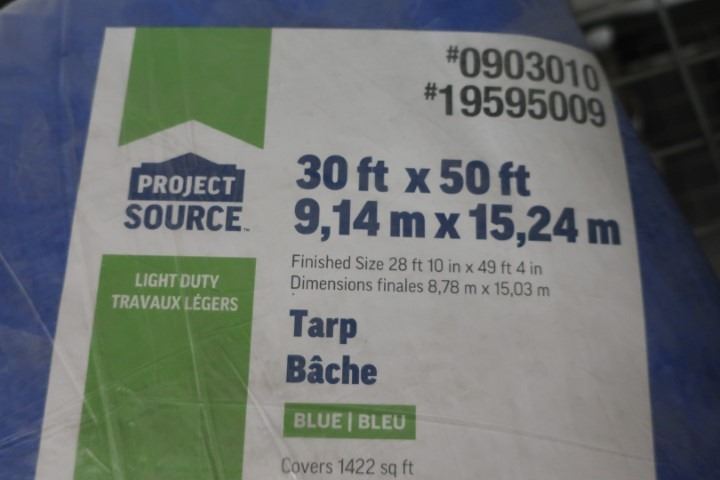 #0903010
#19595009
PROJECT
SOURCE™
30 ft x 50 ft
9,14 m x 15,24 m
Finished Size 28 ft 10 in x 49 ft 4 in
Dimensions finales 8,78 m x 15,03 m
LIGHT DUTY
TRAVAUX LÉGERS
Tarp
Bâche
BLUE | BLEU
Covers 1422 sq ft